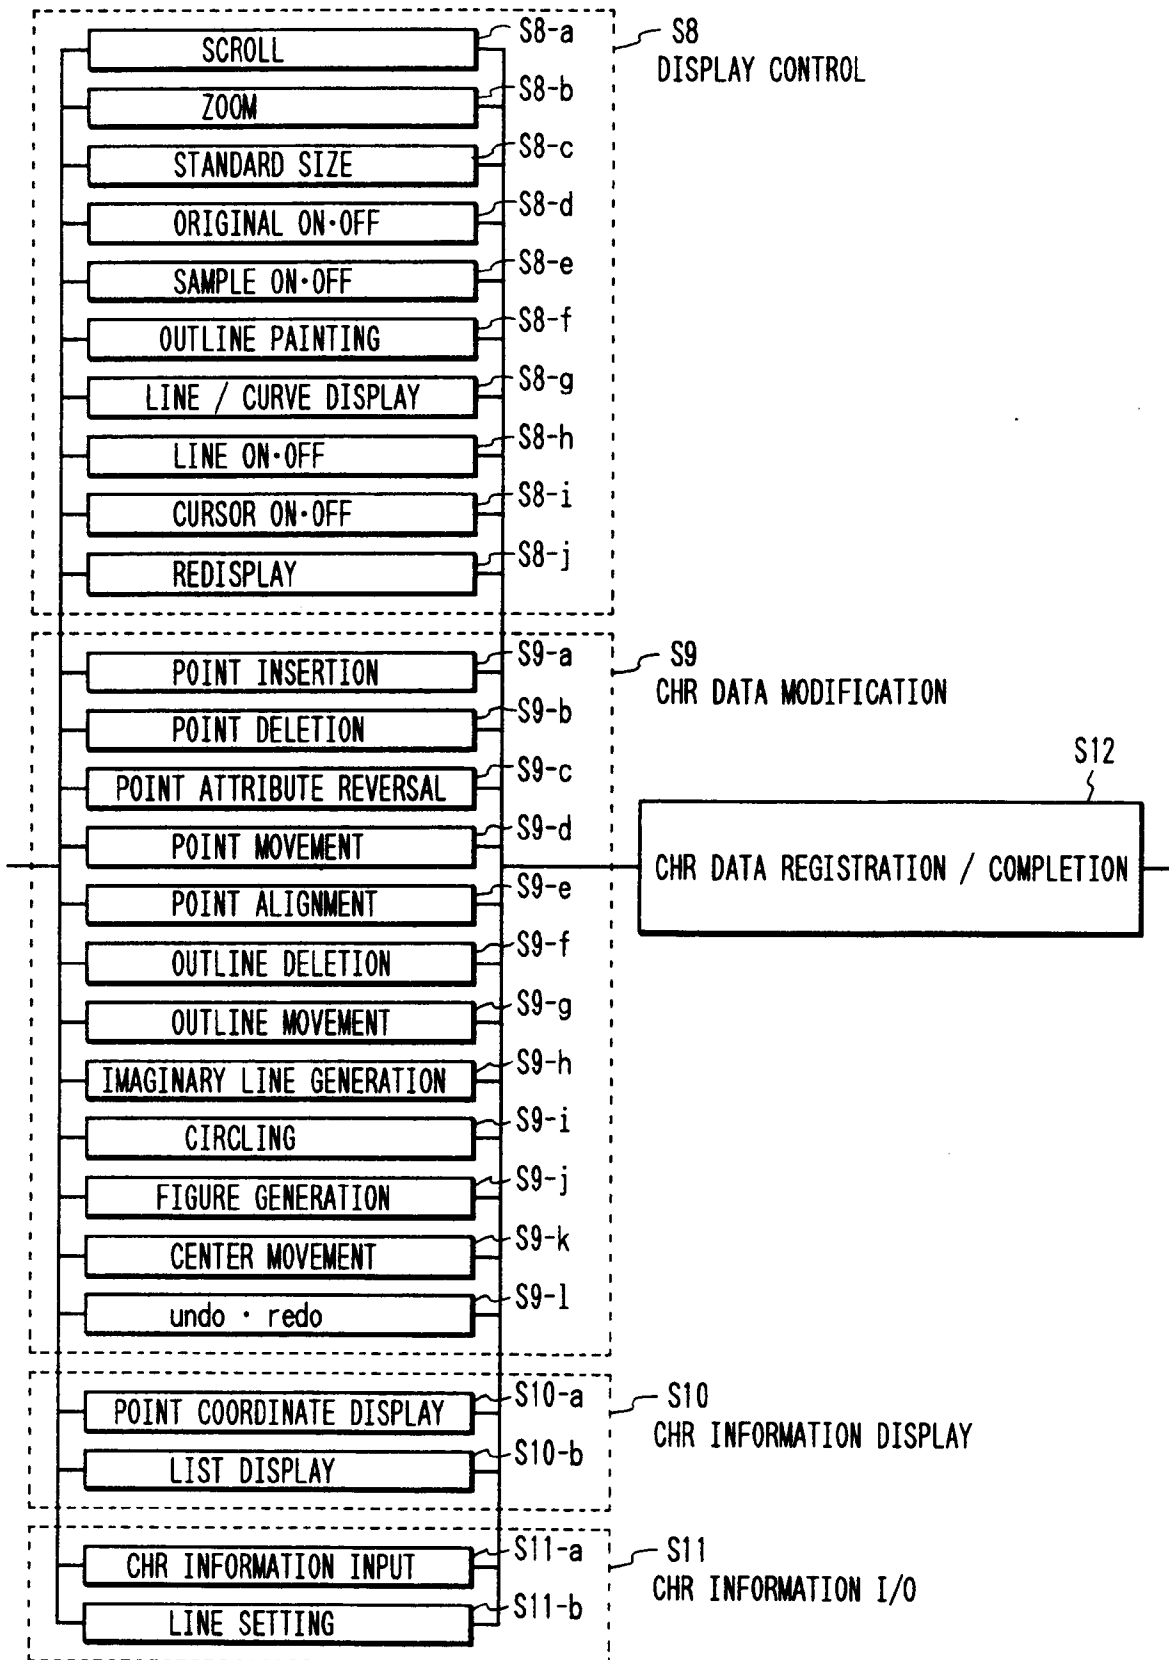 SCROLL S8-a
ZOOM S8-b
STANDARD SIZE S8-c
ORIGINAL ON·OFF S8-d
SAMPLE ON·OFF S8-e
OUTLINE PAINTING S8-f
LINE / CURVE DISPLAY S8-g
LINE ON·OFF S8-h
CURSOR ON·OFF S8-i
REDISPLAY S8-j
S8
DISPLAY CONTROL
POINT INSERTION S9-a
POINT DELETION S9-b
POINT ATTRIBUTE REVERSAL S9-c
POINT MOVEMENT S9-d
POINT ALIGNMENT S9-e
OUTLINE DELETION S9-f
OUTLINE MOVEMENT S9-g
IMAGINARY LINE GENERATION S9-h
CIRCLING S9-i
FIGURE GENERATION S9-j
CENTER MOVEMENT S9-k
undo · redo S9-l
S9
CHR DATA MODIFICATION
S12
CHR DATA REGISTRATION / COMPLETION
POINT COORDINATE DISPLAY S10-a
LIST DISPLAY S10-b
S10
CHR INFORMATION DISPLAY
CHR INFORMATION INPUT S11-a
LINE SETTING S11-b
S11
CHR INFORMATION I/O